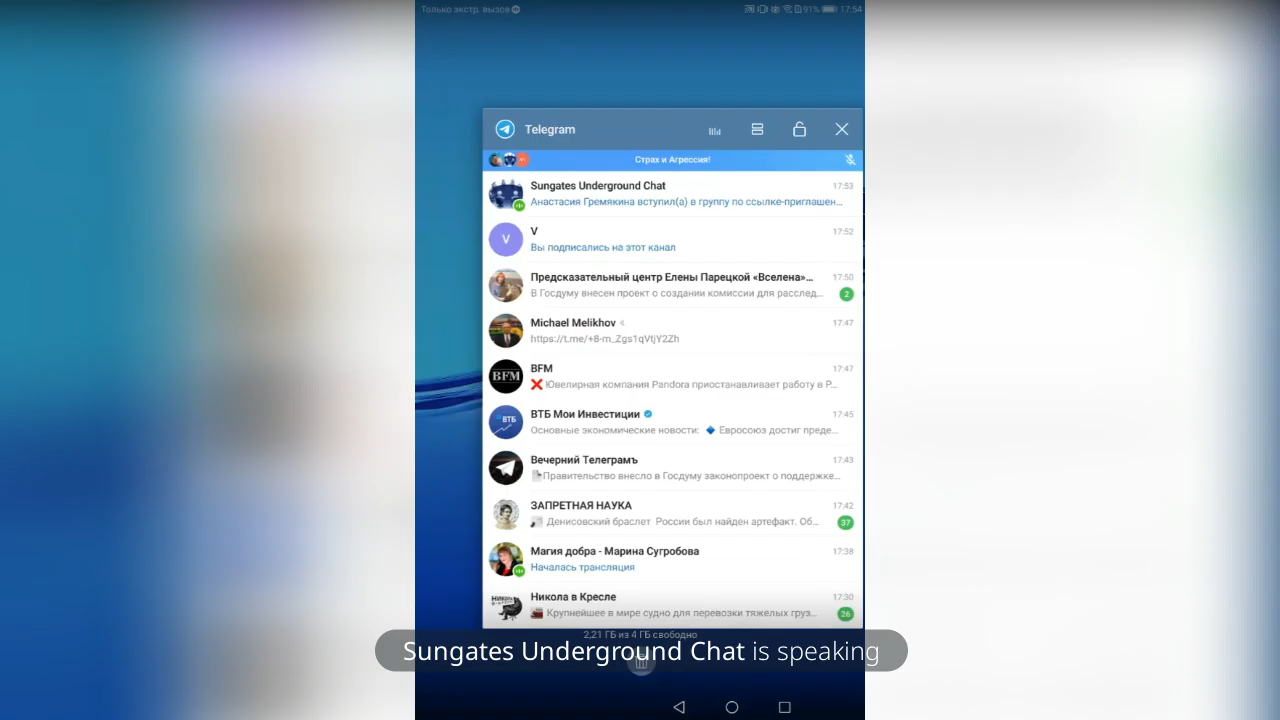 Только экстр. вызов
91% 17:54
Telegram
Страх и Агрессия!
Sungates Underground Chat 17:53
Анастасия Гремякина вступил(а) в группу по ссылке-приглашен...
V
V 17:52
Вы подписались на этот канал
Предсказательный центр Елены Парецкой «Вселена»... 17:50
В Госдуму внесен проект о создании комиссии для расслед... 2
Michael Melikhov 17:47
https://t.me/+8-m_Zgs1qVtjY2Zh
BFM
BFM 17:47
❌ Ювелирная компания Pandora приостанавливает работу в Р...
ВТБ
ВТБ Мои Инвестиции 17:45
Основные экономические новости: 🔹 Евросоюз достиг преде...
Вечерний Телеграмъ 17:43
Правительство внесло в Госдуму законопроект о поддержке...
ЗАПРЕТНАЯ НАУКА 17:42
Денисовский браслет России был найден артефакт. Об... 37
Магия добра - Марина Сугробова 17:38
Началась трансляция
Никола в Кресле 17:30
Крупнейшее в мире судно для перевозки тяжелых груз... 26
2,21 ГБ из 4 ГБ свободно
Sungates Underground Chat is speaking